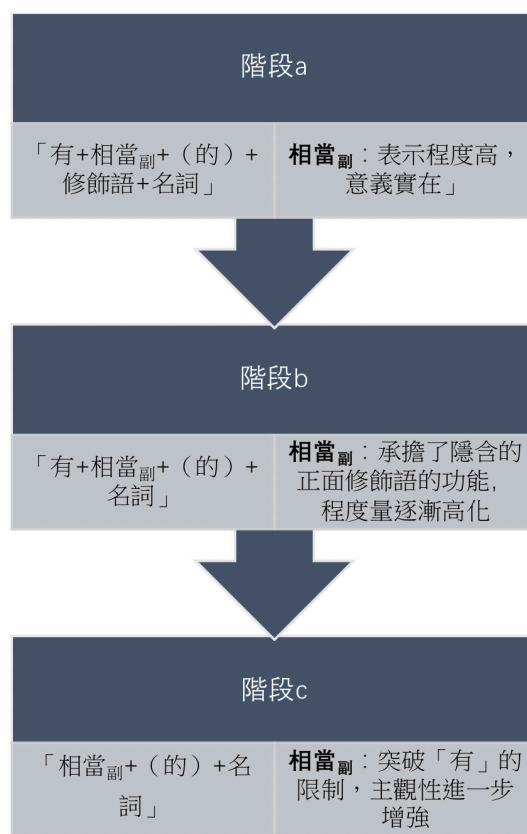 階段a
「有+相當副+（的）+
修飾語+名詞」
相當副：表示程度高，
意義實在」
階段b
「有+相當副+（的）+
名詞」
相當副：承擔了隱含的
正面修飾語的功能,
程度量逐漸高化
階段c
「相當副+（的）+名
詞」
相當副：突破「有」的
限制，主觀性進一步
增強